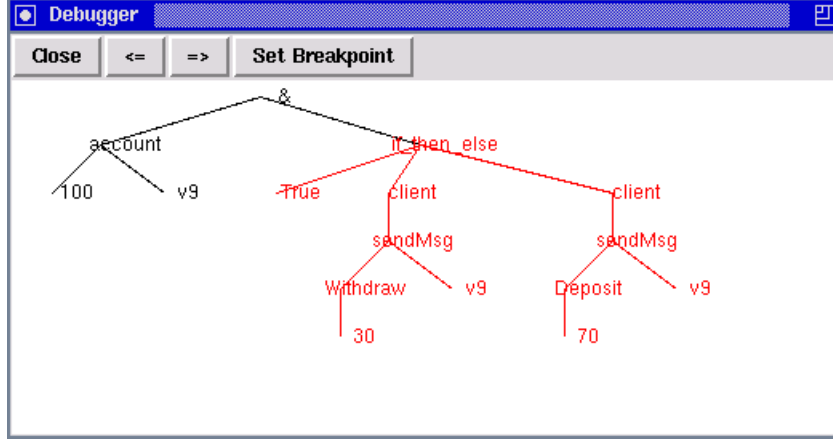 Debugger
Close <= => Set Breakpoint
&
account if_then_else
100 v9 True client client
sendMsg sendMsg
Withdraw v9 Deposit v9
30 70